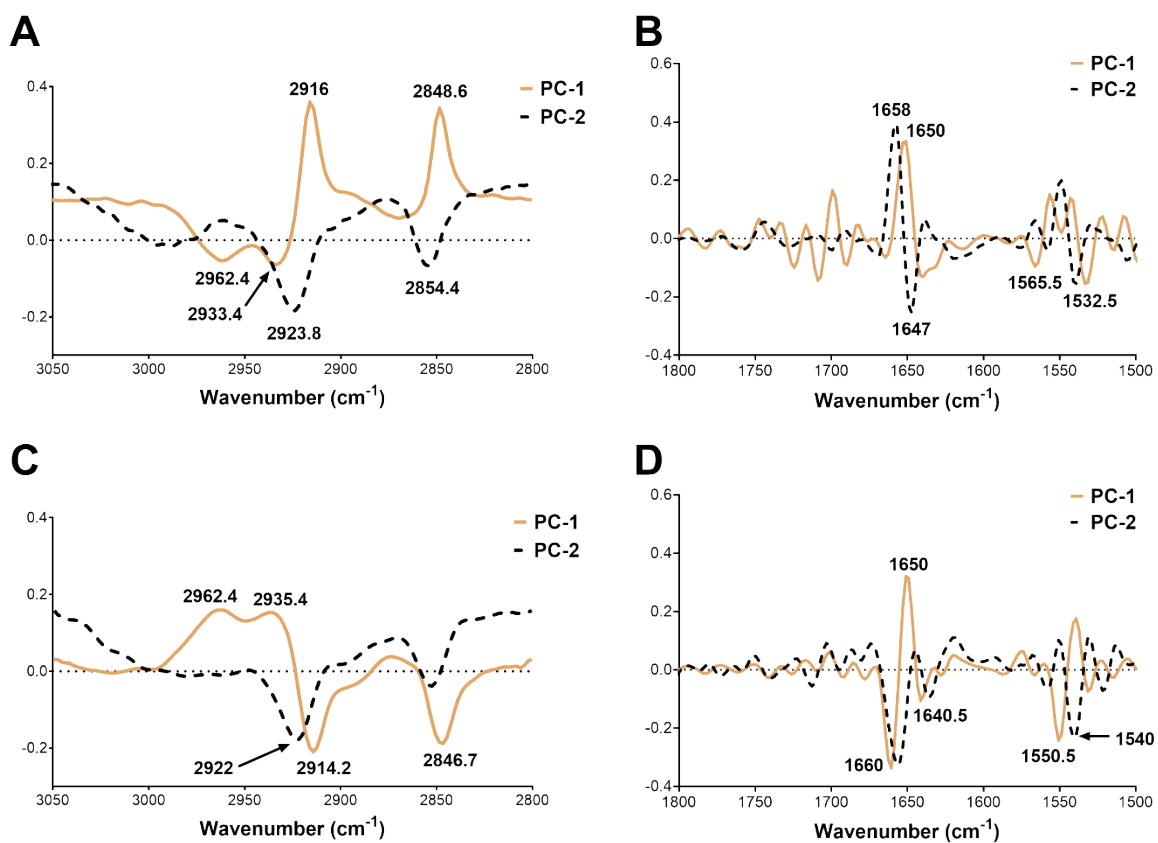 A
PC-1
PC-2
2916
2848.6
0.4
0.2
0.0
-0.2
2962.4
2933.4
2923.8
2854.4
3050 3000 2950 2900 2850 2800
Wavenumber (cm-1)
B
PC-1
PC-2
0.6
0.4
0.2
0.0
-0.2
-0.4
1658
1650
1647
1565.5
1532.5
1800 1750 1700 1650 1600 1550 1500
Wavenumber (cm-1)
C
PC-1
PC-2
0.4
0.2
0.0
-0.2
2962.4
2935.4
2922
2914.2
2846.7
3050 3000 2950 2900 2850 2800
Wavenumber (cm-1)
D
PC-1
PC-2
0.6
0.4
0.2
0.0
-0.2
-0.4
1650
1640.5
1660
1550.5
1540
1800 1750 1700 1650 1600 1550 1500
Wavenumber (cm-1)